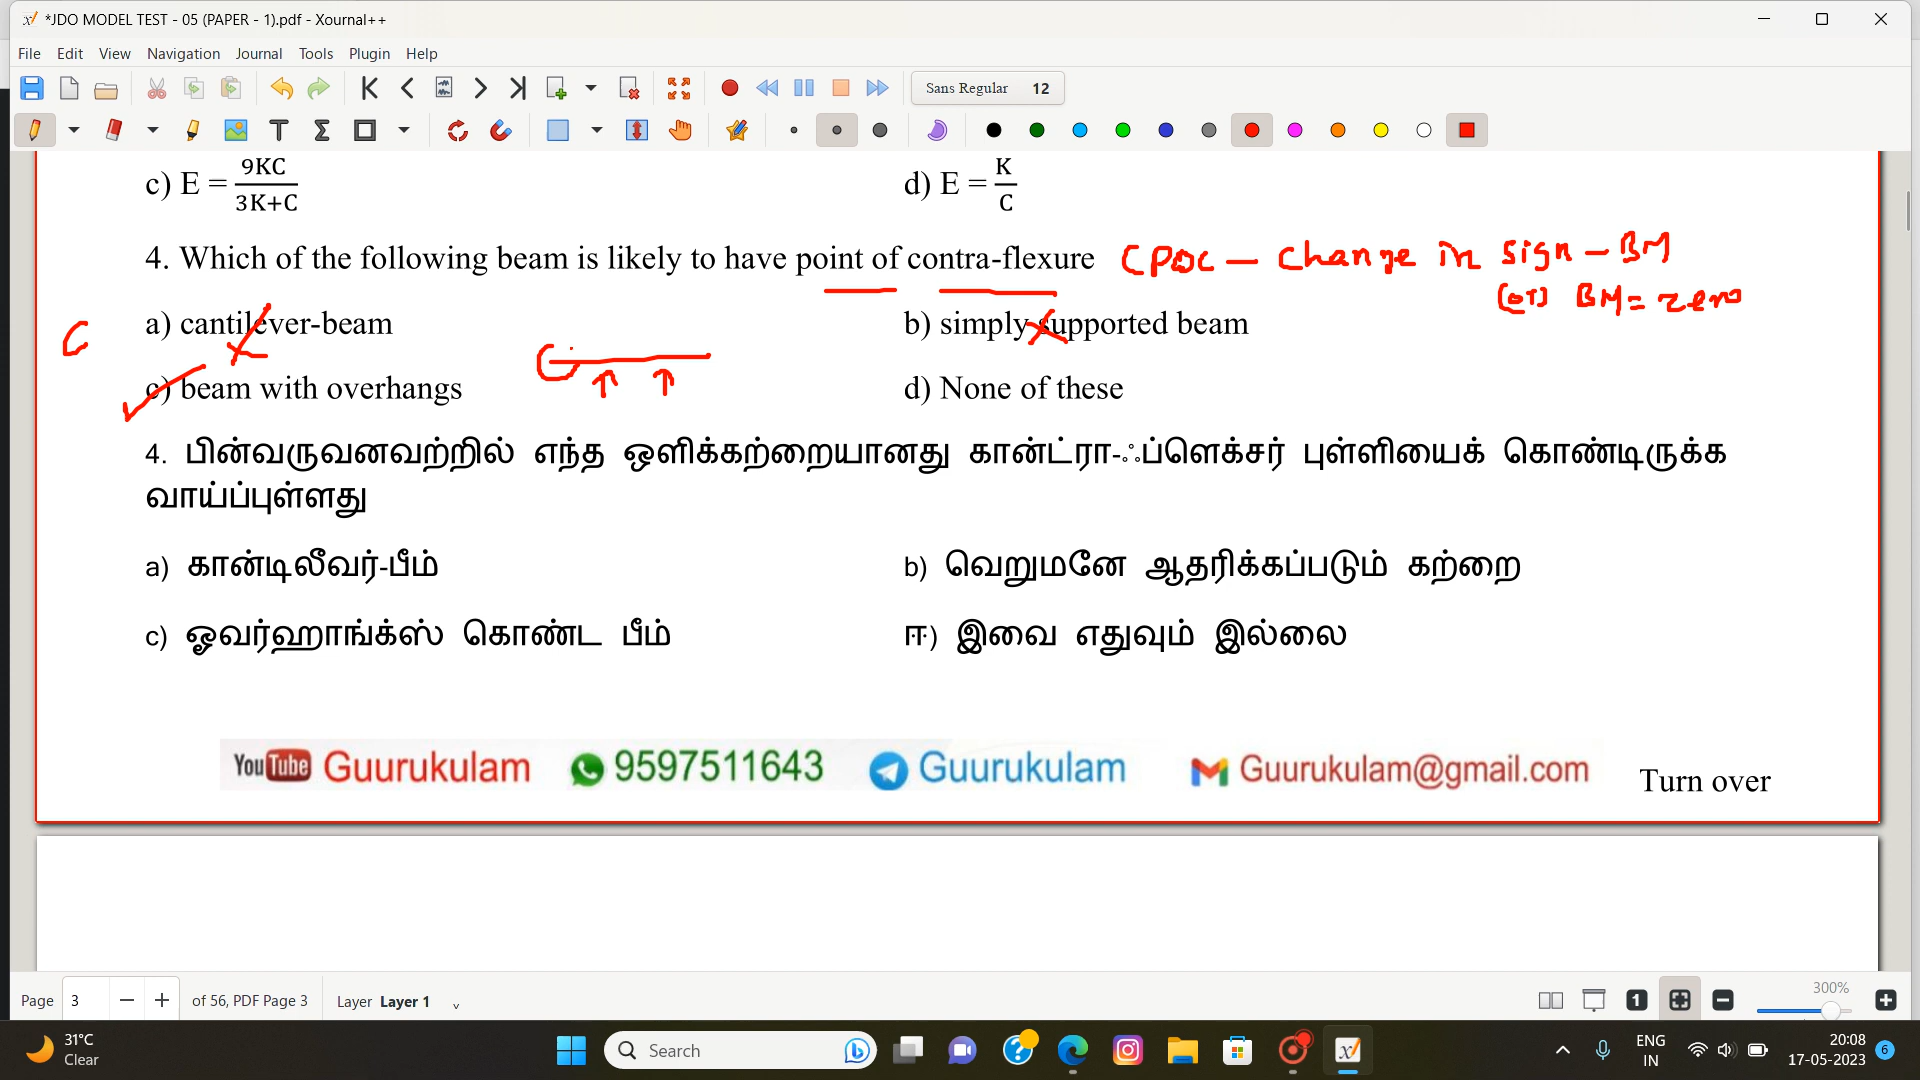 *JDO MODEL TEST - 05 (PAPER - 1).pdf - Xournal++
File Edit View Navigation Journal Tools Plugin Help
Sans Regular 12
c) E = 9KC / 3K+C d) E = K / C
4. Which of the following beam is likely to have point of contra-flexure
Change in Sign - BM
(or) BM = zero
a) cantilever-beam b) simply supported beam
C
c) beam with overhangs d) None of these
4. பின்வருவனவற்றில் எந்த ஒளிக்கற்றையானது கான்ட்ரா-ஃப்ளெக்சர் புள்ளியைக் கொண்டிருக்க
வாய்ப்புள்ளது
a) கான்டிலீவர்-பீம் b) வெறுமனே ஆதரிக்கப்படும் கற்றை
c) ஓவர்ஹாங்க்ஸ் கொண்ட பீம் ஈ) இவை எதுவும் இல்லை
YouTube Guurukulam 9597511643 Guurukulam Guurukulam@gmail.com
Turn over
Page 3 of 56, PDF Page 3 Layer Layer 1 300%
31°C
Clear
Search
ENG
IN
20:08
17-05-2023
6